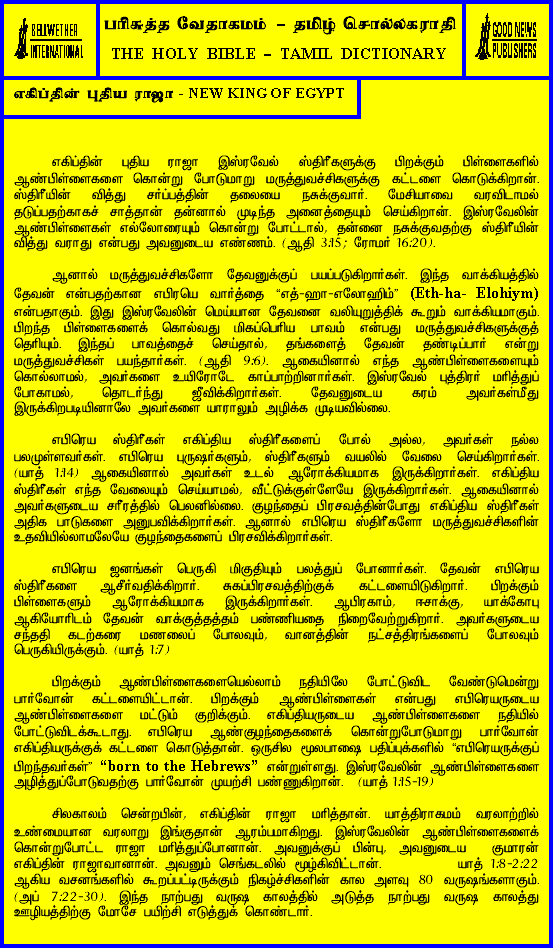 BELLWETHER
INTERNATIONAL
பரிசுத்த வேதாகமம் – தமிழ் சொல்லகராதி
THE HOLY BIBLE – TAMIL DICTIONARY
GOOD NEWS
PUBLISHERS
எகிப்தின் புதிய ராஜா - NEW KING OF EGYPT
எகிப்தின் புதிய ராஜா இஸ்ரவேல் ஸ்திரீகளுக்கு பிறக்கும் பிள்ளைகளில்
ஆண்பிள்ளைகளை கொன்று போடுமாறு மருத்துவச்சிகளுக்கு கட்டளை கொடுக்கிறான்.
ஸ்திரீயின் வித்து சர்ப்பத்தின் தலையை நசுக்குவார். மேசியாவை வரவிடாமல்
தடுப்பதற்காகச் சாத்தான் தன்னால் முடிந்த அனைத்தையும் செய்கிறான். இஸ்ரவேலின்
ஆண்பிள்ளைகள் எல்லோரையும் கொன்று போட்டால், தன்னை நசுக்குவதற்கு ஸ்திரீயின்
வித்து வராது என்பது அவனுடைய எண்ணம். (ஆதி 3:15; ரோமர் 16:20).
ஆனால் மருத்துவச்சிகளோ தேவனுக்குப் பயப்படுகிறார்கள். இந்த வாக்கியத்தில்
தேவன் என்பதற்கான எபிரெய வார்த்தை “எத்-ஹா-எலோஹிம்” (Eth-ha- Elohiym)
என்பதாகும். இது இஸ்ரவேலின் மெய்யான தேவனை வலியுறுத்திக் கூறும் வாக்கியமாகும்.
பிறந்த பிள்ளைகளைக் கொல்வது மிகப்பெரிய பாவம் என்பது மருத்துவச்சிகளுக்குத்
தெரியும். இந்தப் பாவத்தைச் செய்தால், தங்களைத் தேவன் தண்டிப்பார் என்று
மருத்துவச்சிகள் பயந்தார்கள். (ஆதி 9:6). ஆகையினால் எந்த ஆண்பிள்ளைகளையும்
கொல்லாமல், அவர்களை உயிரோடே காப்பாற்றினார்கள். இஸ்ரவேல் புத்திரர் மரித்துப்
போகாமல், தொடர்ந்து ஜீவிக்கிறார்கள். தேவனுடைய கரம் அவர்கள்மீது
இருக்கிறபடியினாலே அவர்களை யாராலும் அழிக்க முடியவில்லை.
எபிரெய ஸ்திரீகள் எகிப்திய ஸ்திரீகளைப் போல் அல்ல, அவர்கள் நல்ல
பலமுள்ளவர்கள். எபிரெய புருஷர்களும், ஸ்திரீகளும் வயலில் வேலை செய்கிறார்கள்.
(யாத் 1:14) ஆகையினால் அவர்கள் உடல் ஆரோக்கியமாக இருக்கிறார்கள். எகிப்திய
ஸ்திரீகள் எந்த வேலையும் செய்யாமல், வீட்டுக்குள்ளேயே இருக்கிறார்கள். ஆகையினால்
அவர்களுடைய சரீரத்தில் பெலனில்லை. குழந்தைப் பிரசவத்தின்போது எகிப்திய ஸ்திரீகள்
அதிக பாடுகளை அனுபவிக்கிறார்கள். ஆனால் எபிரெய ஸ்திரீகளோ மருத்துவச்சிகளின்
உதவியில்லாமலேயே குழந்தைகளைப் பிரசவிக்கிறார்கள்.
எபிரெய ஜனங்கள் பெருகி மிகுதியும் பலத்துப் போனார்கள். தேவன் எபிரெய
ஸ்திரீகளை ஆசீர்வதிக்கிறார். சுகப்பிரசவத்திற்குக் கட்டளையிடுகிறார். பிறக்கும்
பிள்ளைகளும் ஆரோக்கியமாக இருக்கிறார்கள். ஆபிரகாம், ஈசாக்கு, யாக்கோபு
ஆகியோரிடம் தேவன் வாக்குத்தத்தம் பண்ணியதை நிறைவேற்றுகிறார். அவர்களுடைய
சந்ததி கடற்கரை மணலைப் போலவும், வானத்தின் நட்சத்திரங்களைப் போலவும்
பெருகியிருக்கும். (யாத் 1:7)
பிறக்கும் ஆண்பிள்ளைகளையெல்லாம் நதியிலே போட்டுவிட வேண்டுமென்று
பார்வோன் கட்டளையிட்டான். பிறக்கும் ஆண்பிள்ளைகள் என்பது எபிரெயருடைய
ஆண்பிள்ளைகளை மட்டும் குறிக்கும். எகிப்தியருடைய ஆண்பிள்ளைகளை நதியில்
போட்டுவிடக்கூடாது. எபிரெய ஆண்குழந்தைகளைக் கொன்றுபோடுமாறு பார்வோன்
எகிப்தியருக்குக் கட்டளை கொடுத்தான். ஒருசில மூலபாஷை பதிப்புக்களில் “எபிரெயருக்குப்
பிறந்தவர்கள்” “born to the Hebrews” என்றுள்ளது. இஸ்ரவேலின் ஆண்பிள்ளைகளை
அழித்துப்போடுவதற்கு பார்வோன் முயற்சி பண்ணுகிறான். (யாத் 1:15-19)
சிலகாலம் சென்றபின், எகிப்தின் ராஜா மரித்தான். யாத்திராகமம் வரலாற்றில்
உண்மையான வரலாறு இங்குதான் ஆரம்பமாகிறது. இஸ்ரவேலின் ஆண்பிள்ளைகளைக்
கொன்றுபோட்ட ராஜா மரித்துப்போனான். அவனுக்குப் பின்பு, அவனுடைய குமாரன்
எகிப்தின் ராஜாவானான். அவனும் செங்கடலில் மூழ்கிவிட்டான். யாத் 1:8-2:22
ஆகிய வசனங்களில் கூறப்பட்டிருக்கும் நிகழ்ச்சிகளின் கால அளவு 80 வருஷங்களாகும்.
(அப் 7:22-30). இந்த நாற்பது வருஷ காலத்தில் அடுத்த நாற்பது வருஷ காலத்து
ஊழியத்திற்கு மோசே பயிற்சி எடுத்துக் கொண்டார்.